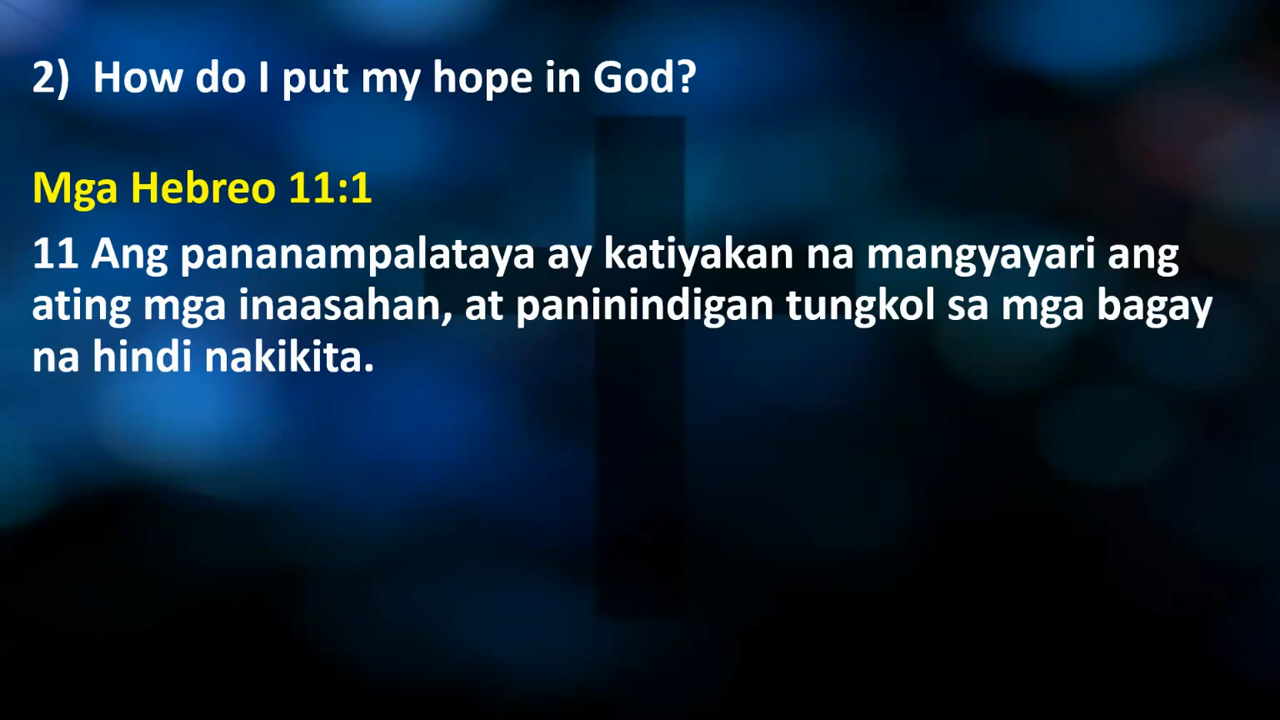 2) How do I put my hope in God?
Mga Hebreo 11:1
11 Ang pananampalataya ay katiyakan na mangyayari ang
ating mga inaasahan, at paninindigan tungkol sa mga bagay
na hindi nakikita.